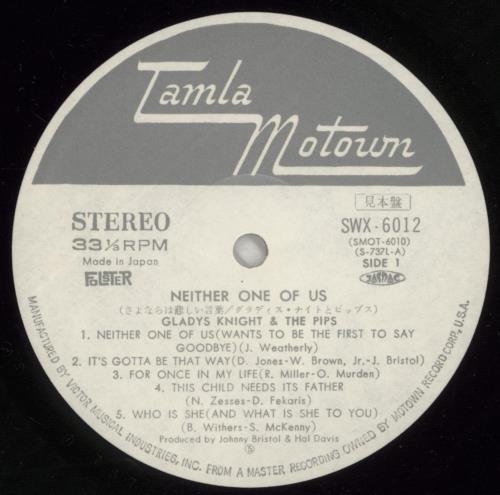 Tamla
Motown
見本盤
STEREO
33⅓RPM
Made in Japan
FOLSTER
SWX-6012
(SMOT-6010)
(S-737L-A)
SIDE 1
JASRAC
NEITHER ONE OF US
(さよならは悲しい言葉/グラディス・ナイトとピップス)
GLADYS KNIGHT & THE PIPS
1. NEITHER ONE OF US(WANTS TO BE THE FIRST TO SAY
GOODBYE)(J. Weatherly)
2. IT'S GOTTA BE THAT WAY(D. Jones-W. Brown, Jr.-J. Bristol)
3. FOR ONCE IN MY LIFE(R. Miller-O. Murden)
4. THIS CHILD NEEDS ITS FATHER
(N. Zesses-D. Fekaris)
5. WHO IS SHE(AND WHAT IS SHE TO YOU)
(B. Withers-S. McKenny)
Produced by Johnny Bristol & Hal Davis
Ⓢ
MANUFACTURED BY VICTOR MUSICAL INDUSTRIES, INC. FROM A MASTER RECORDING OWNED BY MOTOWN RECORD CORP. U.S.A.